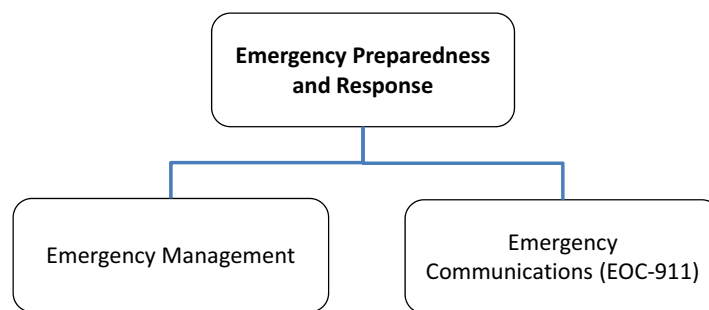 Emergency Preparedness
and Response
Emergency Management
Emergency
Communications (EOC-911)